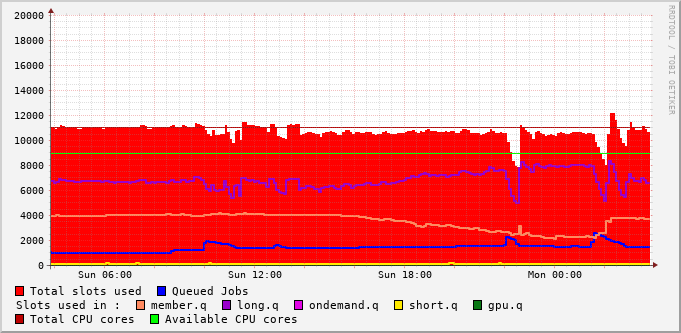 20000
18000
16000
14000
12000
10000
8000
6000
4000
2000
0
Sun 06:00 Sun 12:00 Sun 18:00 Mon 00:00
RRDTOOL / TOBI OETIKER
Total slots used Queued Jobs
Slots used in : member.q long.q ondemand.q short.q gpu.q
Total CPU cores Available CPU cores